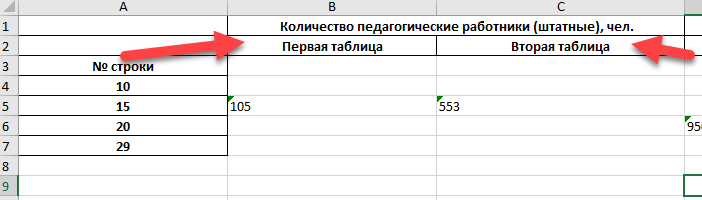 A B C
1 Количество педагогические работники (штатные), чел.
2 Первая таблица Вторая таблица
3 № строки
4 10
5 15 105 553
6 20 950
7 29
8
9